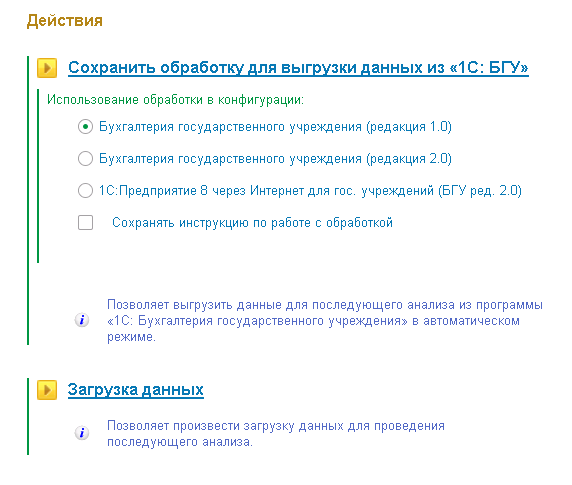 Действия
Сохранить обработку для выгрузки данных из «1С: БГУ»
Использование обработки в конфигурации:
Бухгалтерия государственного учреждения (редакция 1.0)
Бухгалтерия государственного учреждения (редакция 2.0)
1С:Предприятие 8 через Интернет для гос. учреждений (БГУ ред. 2.0)
Сохранять инструкцию по работе с обработкой
Позволяет выгрузить данные для последующего анализа из программы
«1С: Бухгалтерия государственного учреждения» в автоматическом
режиме.
Загрузка данных
Позволяет произвести загрузку данных для проведения
последующего анализа.